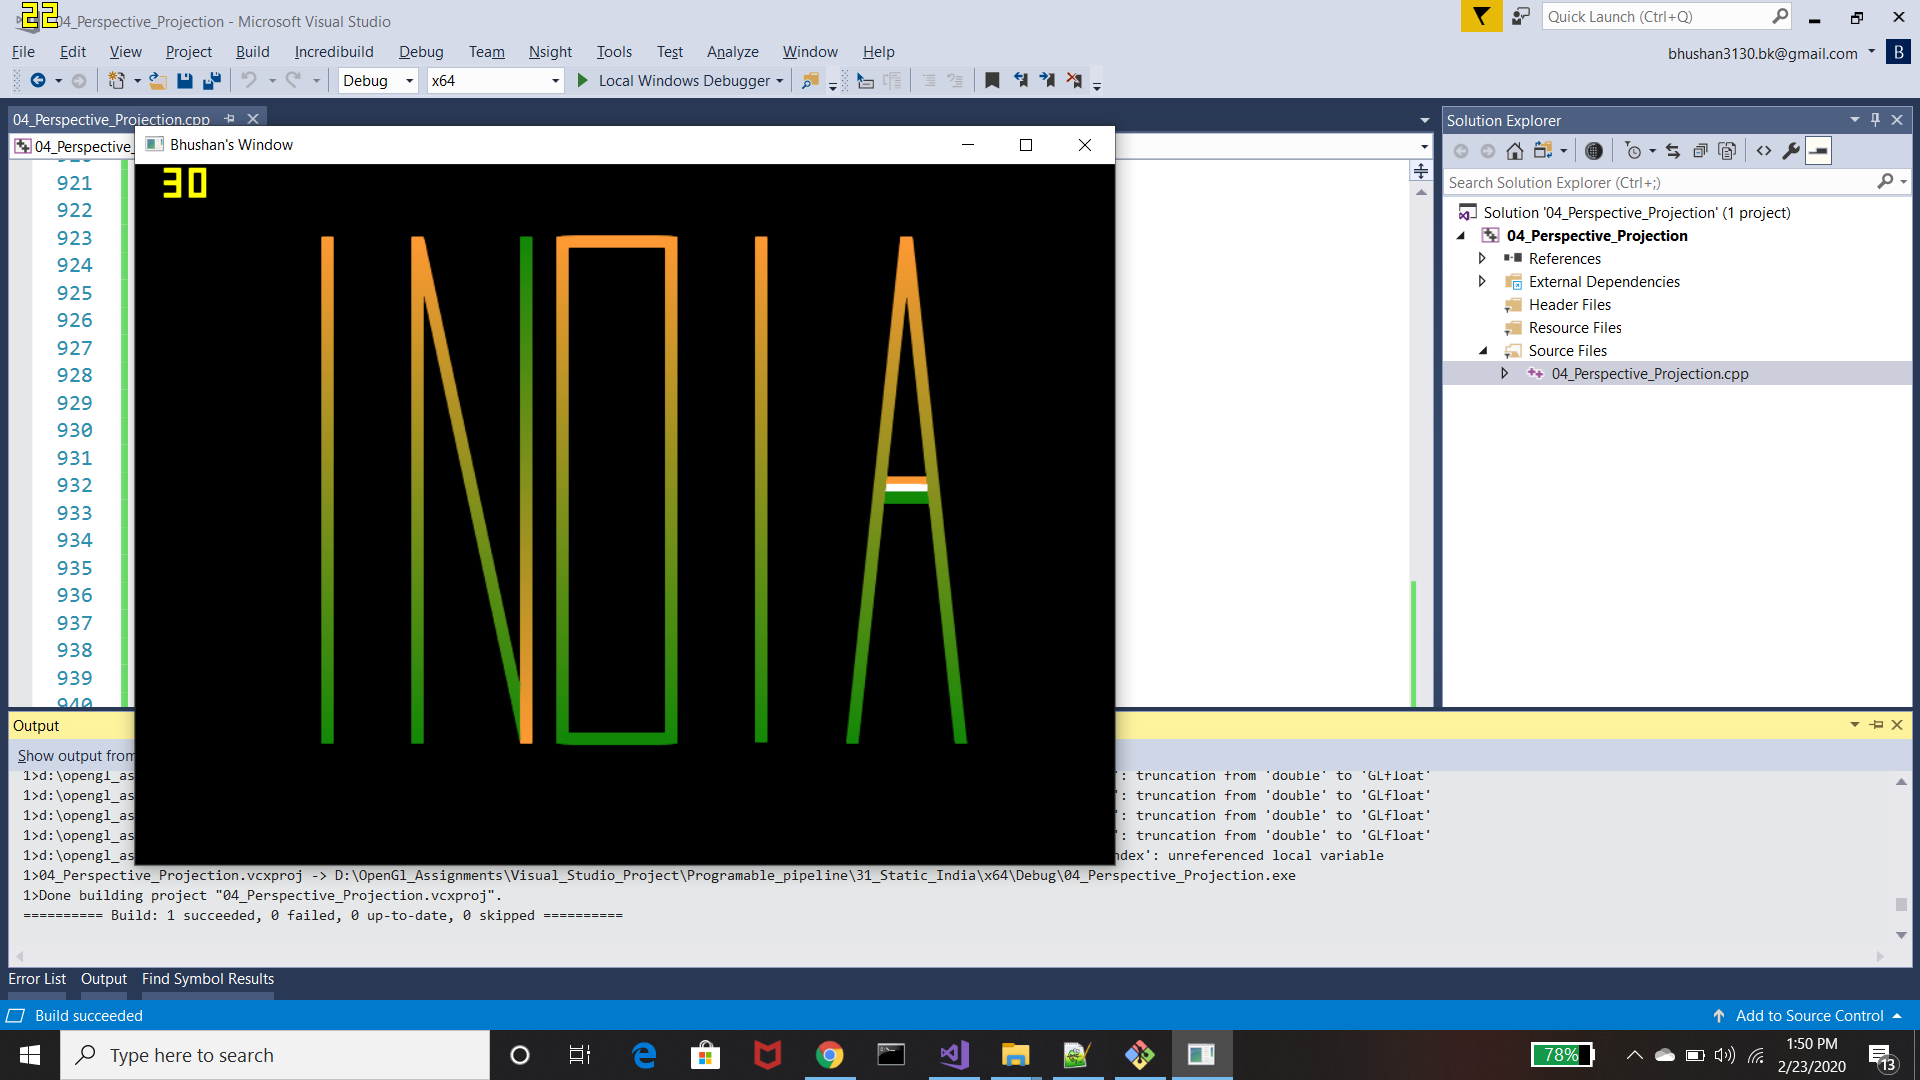 22
04_Perspective_Projection - Microsoft Visual Studio
Quick Launch (Ctrl+Q)
File Edit View Project Build Incredibuild Debug Team Nsight Tools Test Analyze Window Help
bhushan3130.bk@gmail.com B
Debug x64 Local Windows Debugger
04_Perspective_Projection.cpp
04_Perspective_
Bhushan's Window
30
INDIA
921
922
923
924
925
926
927
928
929
930
931
932
933
934
935
936
937
938
939
940
Solution Explorer
Search Solution Explorer (Ctrl+;)
Solution '04_Perspective_Projection' (1 project)
04_Perspective_Projection
References
External Dependencies
Header Files
Resource Files
Source Files
04_Perspective_Projection.cpp
Output
Show output from
1>d:\opengl_as ': truncation from 'double' to 'GLfloat'
1>d:\opengl_as ': truncation from 'double' to 'GLfloat'
1>d:\opengl_as ': truncation from 'double' to 'GLfloat'
1>d:\opengl_as ': truncation from 'double' to 'GLfloat'
1>d:\opengl_as ndex': unreferenced local variable
1>04_Perspective_Projection.vcxproj -> D:\OpenGl_Assignments\Visual_Studio_Project\Programable_pipeline\31_Static_India\x64\Debug\04_Perspective_Projection.exe
1>Done building project "04_Perspective_Projection.vcxproj".
========== Build: 1 succeeded, 0 failed, 0 up-to-date, 0 skipped ==========
Error List Output Find Symbol Results
Build succeeded
Add to Source Control
Type here to search
78%
1:50 PM
2/23/2020
13